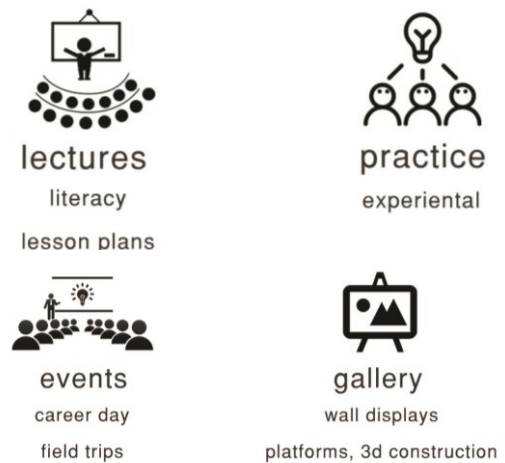 lectures
literacy
lesson plans
practice
experiental
events
career day
field trips
gallery
wall displays
platforms, 3d construction